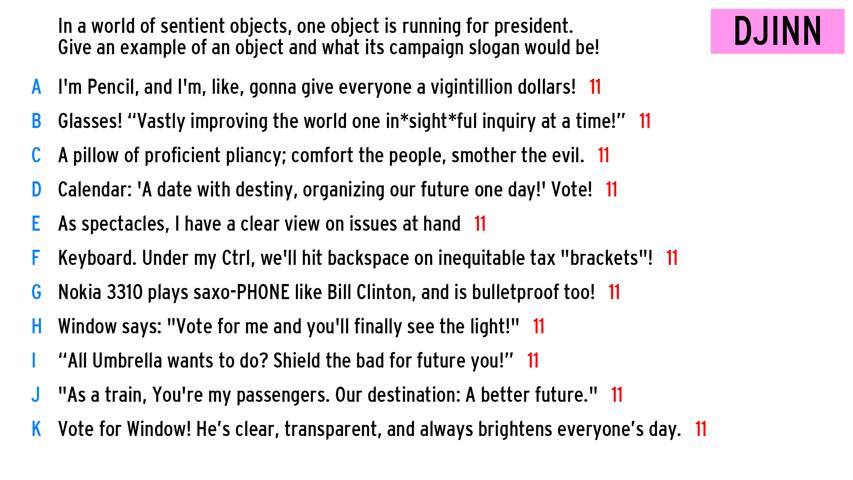 In a world of sentient objects, one object is running for president.
Give an example of an object and what its campaign slogan would be!
DJINN
A I'm Pencil, and I'm, like, gonna give everyone a vigintillion dollars! 11
B Glasses! “Vastly improving the world one in*sight*ful inquiry at a time!” 11
C A pillow of proficient pliancy; comfort the people, smother the evil. 11
D Calendar: 'A date with destiny, organizing our future one day!' Vote! 11
E As spectacles, I have a clear view on issues at hand 11
F Keyboard. Under my Ctrl, we'll hit backspace on inequitable tax "brackets"! 11
G Nokia 3310 plays saxo-PHONE like Bill Clinton, and is bulletproof too! 11
H Window says: "Vote for me and you'll finally see the light!" 11
I “All Umbrella wants to do? Shield the bad for future you!” 11
J "As a train, You're my passengers. Our destination: A better future." 11
K Vote for Window! He’s clear, transparent, and always brightens everyone’s day. 11